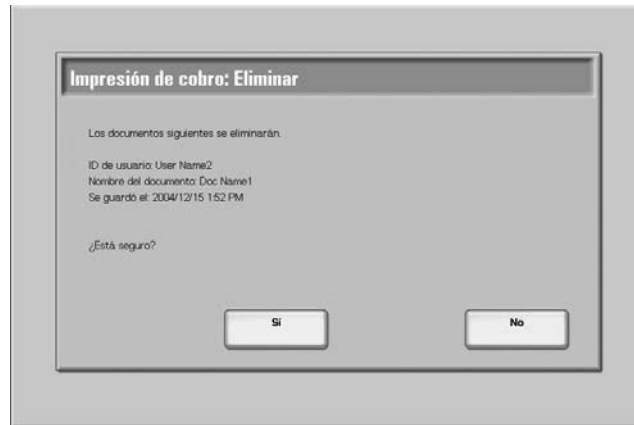 Impresión de cobro: Eliminar
Los documentos siguientes se eliminarán.
ID de usuario: User Name2
Nombre del documento: Doc Name1
Se guardó el: 2004/12/15 1:52 PM
¿Está seguro?
Sí
No